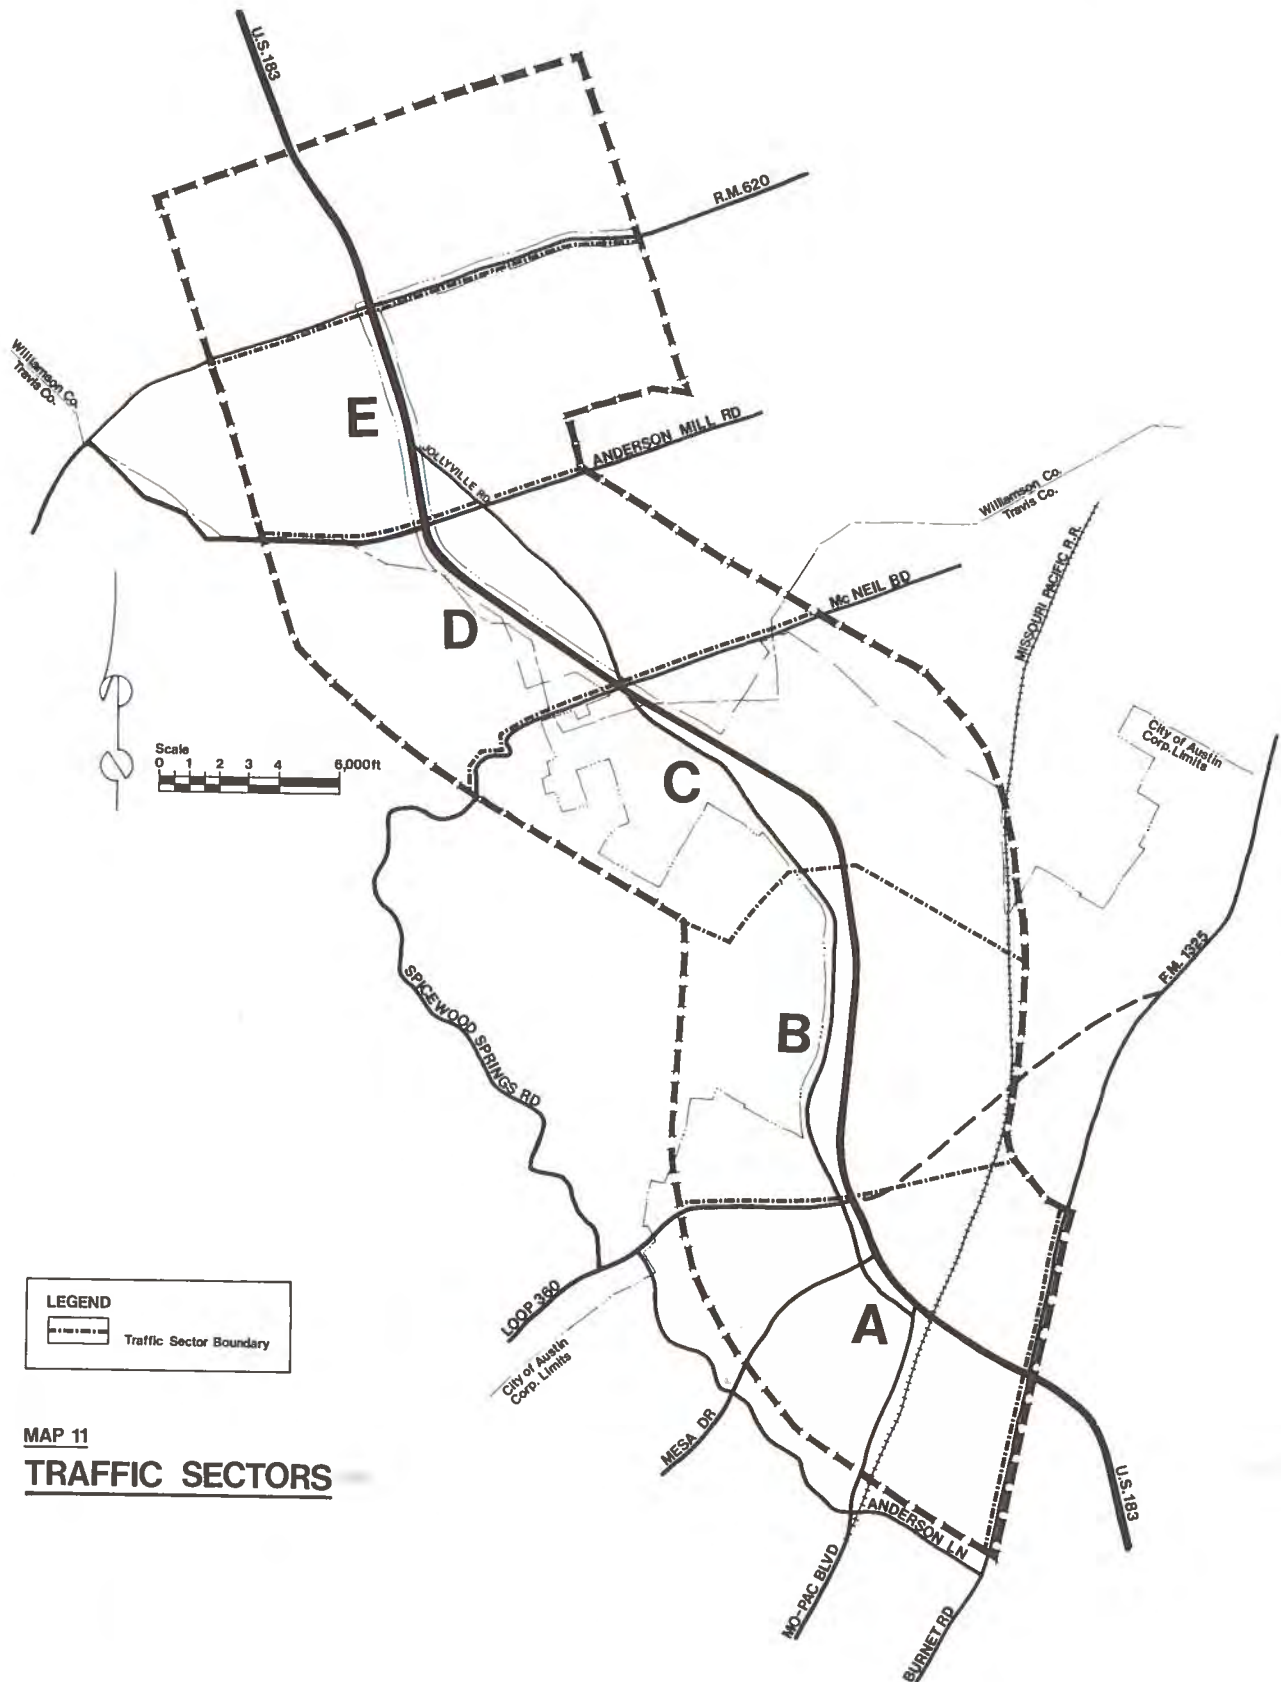 U.S.183
R.M.620
Williamson Co.
Travis Co.
E
JOLLYVILLE RD
ANDERSON MILL RD
Williamson Co.
Travis Co.
MISSOURI PACIFIC R.R.
Mc NEIL RD
D
City of Austin
Corp. Limits
Scale
0 1 2 3 4 6,000ft
C
F.M. 1325
SPICEWOOD SPRINGS RD
B
LOOP 360
City of Austin
Corp. Limits
A
LEGEND
Traffic Sector Boundary
MESA DR
MAP 11
TRAFFIC SECTORS
U.S.183
ANDERSON LN
MO-PAC BLVD
BURNET RD